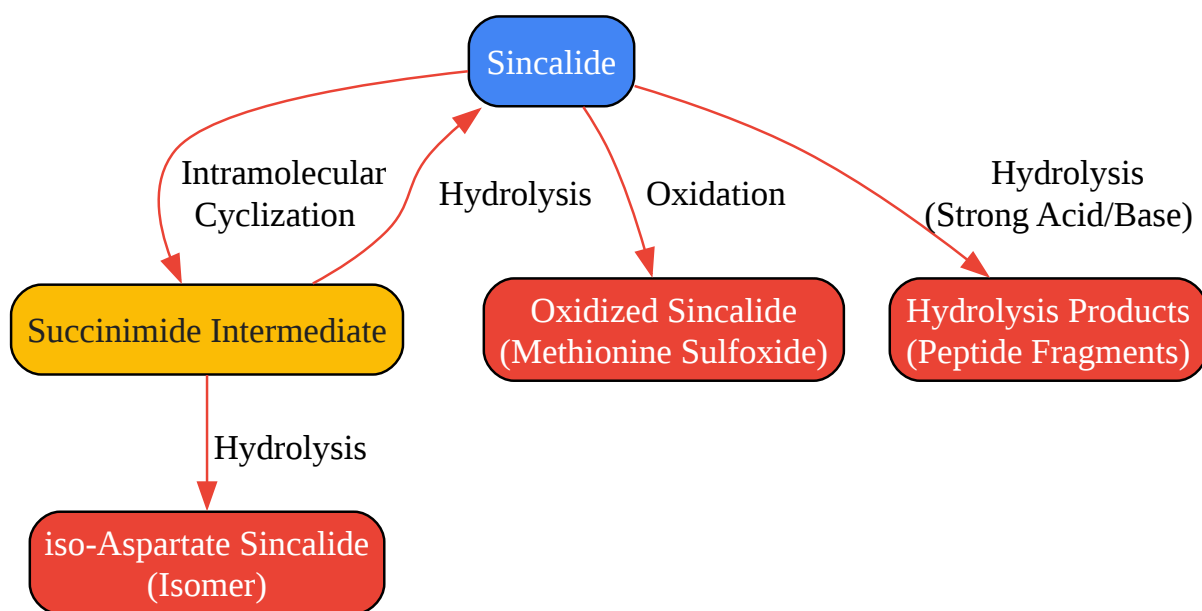 Sincalide
Intramolecular
Cyclization
Hydrolysis
Oxidation
Hydrolysis
(Strong Acid/Base)
Succinimide Intermediate
Oxidized Sincalide
(Methionine Sulfoxide)
Hydrolysis Products
(Peptide Fragments)
Hydrolysis
iso-Aspartate Sincalide
(Isomer)